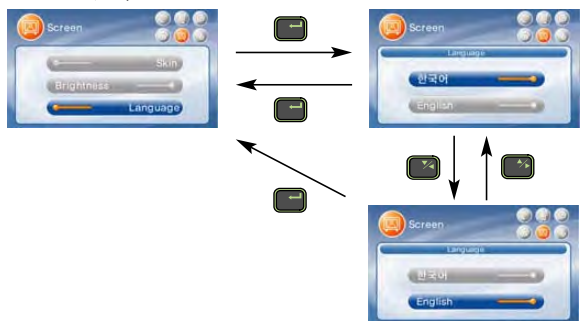 Screen
Skin
Brightness
Language
Screen
Language
한국어
English
Screen
Language
한국어
English